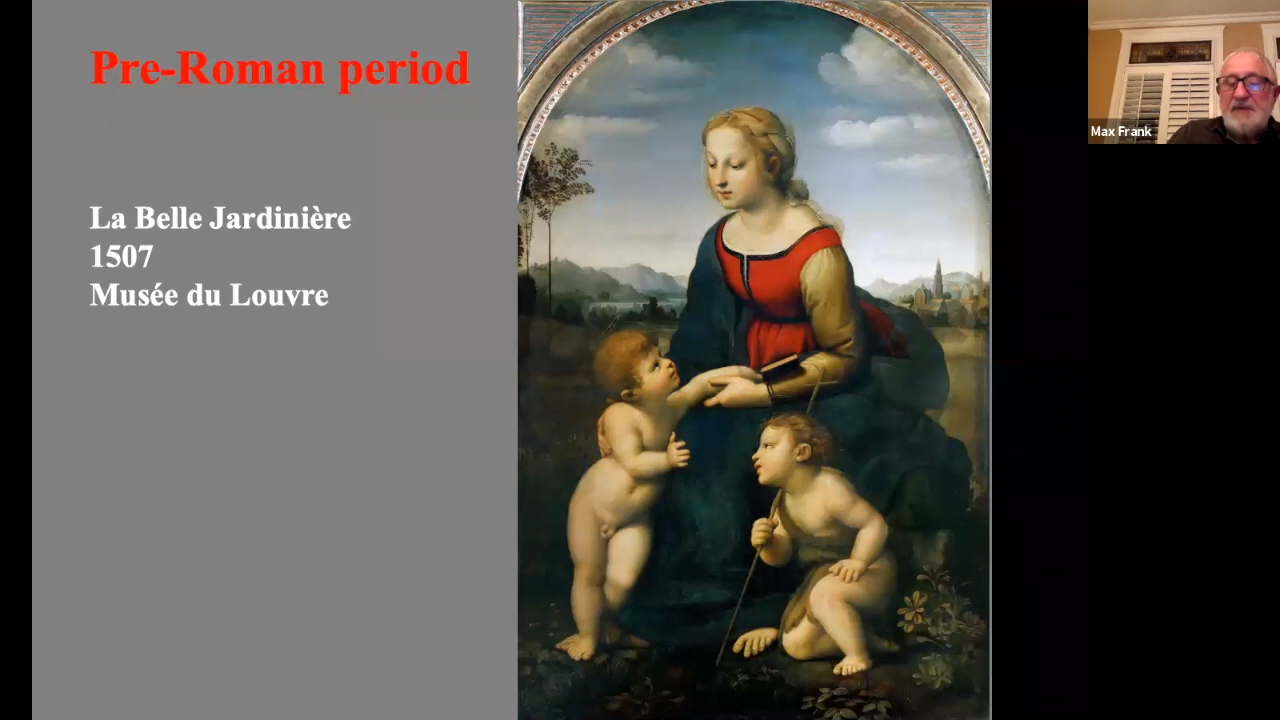 Pre-Roman period
La Belle Jardinière
1507
Musée du Louvre
Max Frank